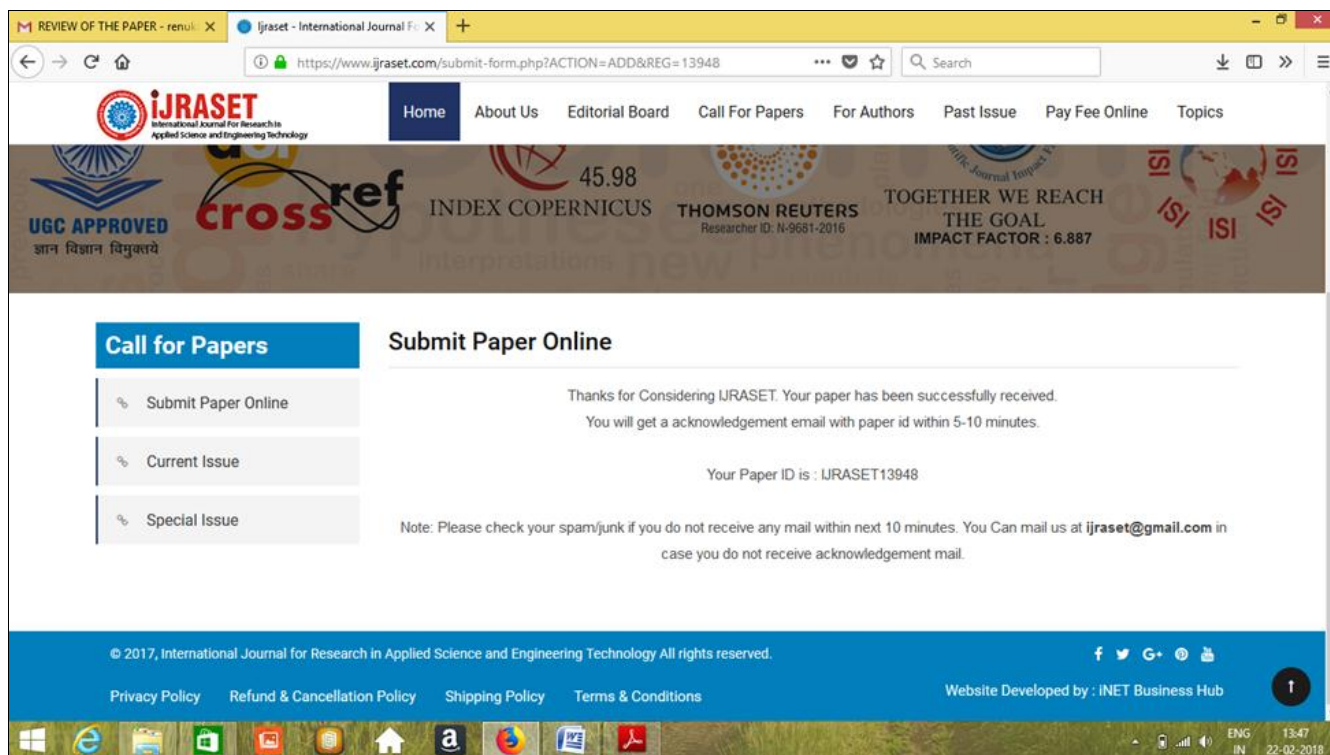 REVIEW OF THE PAPER - renuk
Ijraset - International Journal Fo
https://www.ijraset.com/submit-form.php?ACTION=ADD&REG=13948
Search
iJRASET
International Journal For Research in
Applied Science and Engineering Technology
Home About Us Editorial Board Call For Papers For Authors Past Issue Pay Fee Online Topics
UGC APPROVED
ज्ञान विज्ञान विमुक्तये
cross ref
45.98
INDEX COPERNICUS
THOMSON REUTERS
Researcher ID: N-9681-2016
TOGETHER WE REACH
THE GOAL
IMPACT FACTOR : 6.887
ISI ISI ISI ISI ISI
interpretations new
Call for Papers
Submit Paper Online
Current Issue
Special Issue
Submit Paper Online
Thanks for Considering IJRASET. Your paper has been successfully received.
You will get a acknowledgement email with paper id within 5-10 minutes.
Your Paper ID is : IJRASET13948
Note: Please check your spam/junk if you do not receive any mail within next 10 minutes. You Can mail us at ijraset@gmail.com in
case you do not receive acknowledgement mail.
© 2017, International Journal for Research in Applied Science and Engineering Technology All rights reserved.
Privacy Policy Refund & Cancellation Policy Shipping Policy Terms & Conditions
Website Developed by : iNET Business Hub
ENG 13:47
IN 22-02-2018